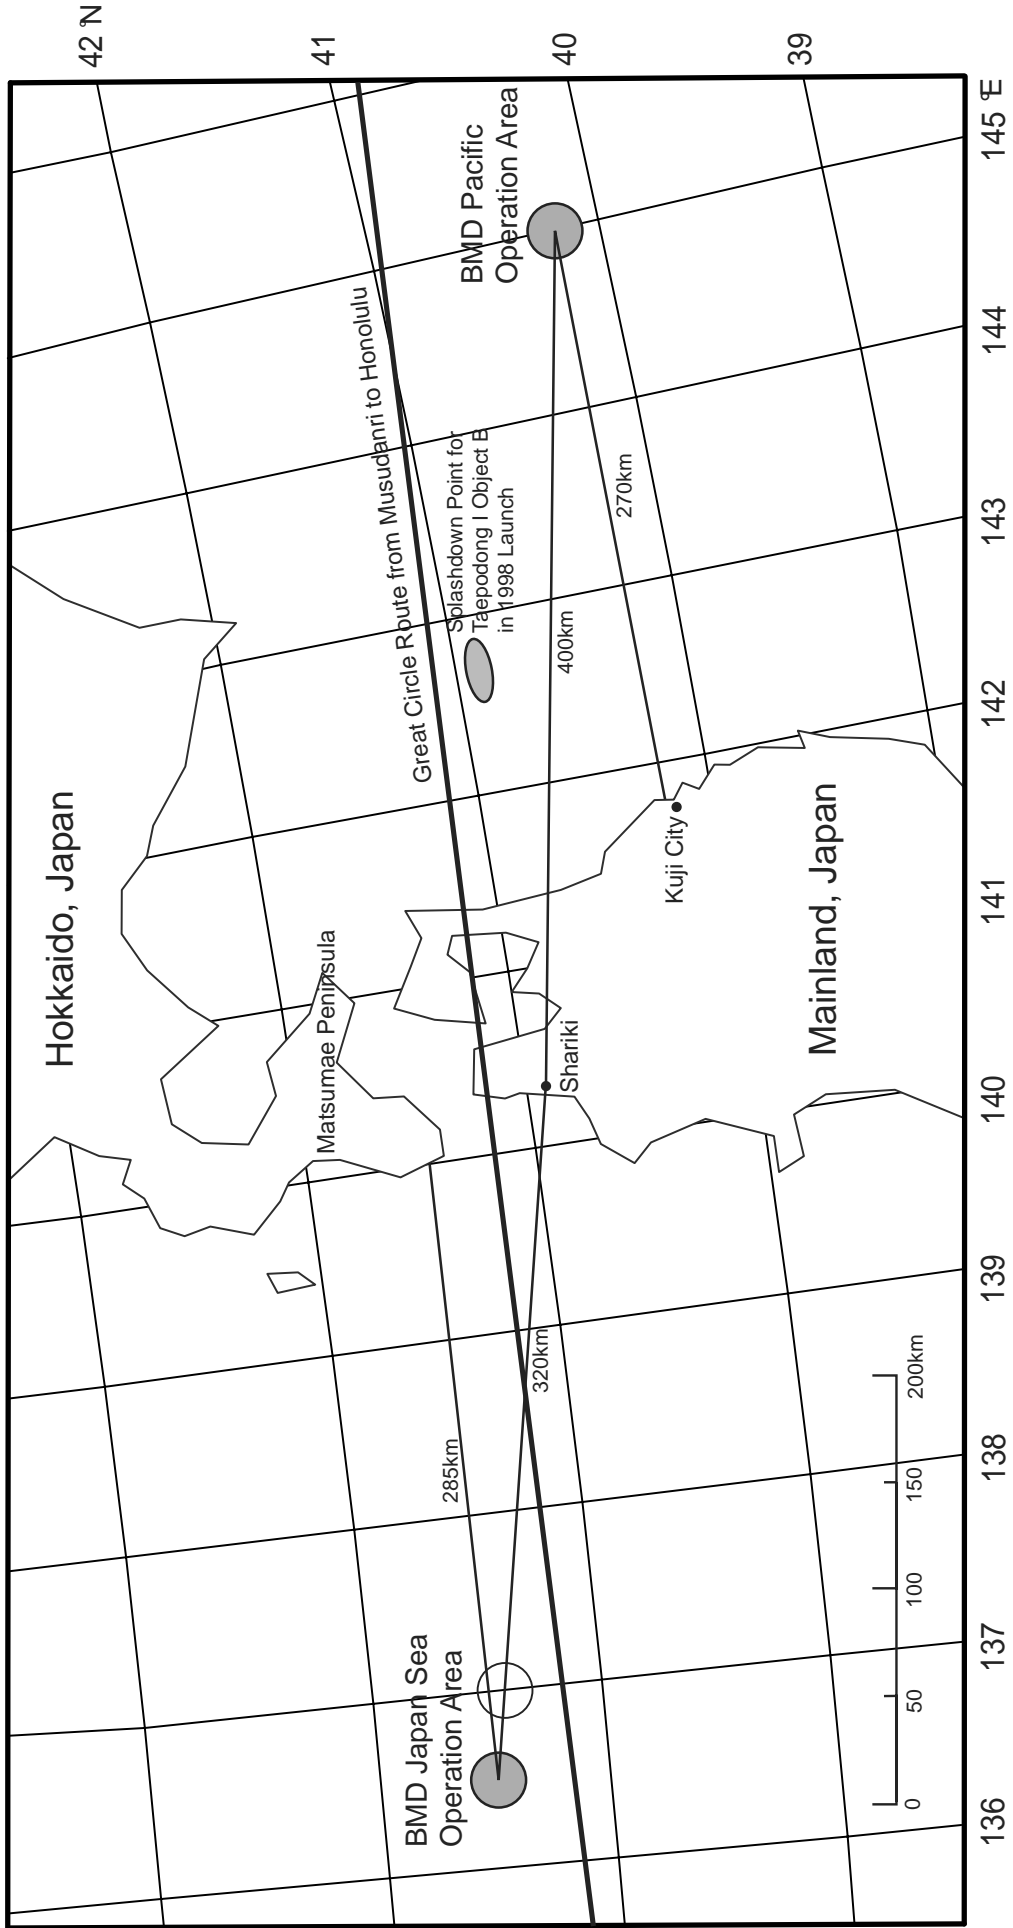 Hokkaido, Japan
Matsumae Peninsula
Great Circle Route from Musudanri to Honolulu
BMD Japan Sea
Operation Area
BMD Pacific
Operation Area
Splashdown Point for
Taepodong I Object B
in 1998 Launch
285km
320km
400km
270km
Shariki
Kuji City
Mainland, Japan
0
50
100
150
200km
136
137
138
139
140
141
142
143
144
145 °E
42 °N
41
40
39